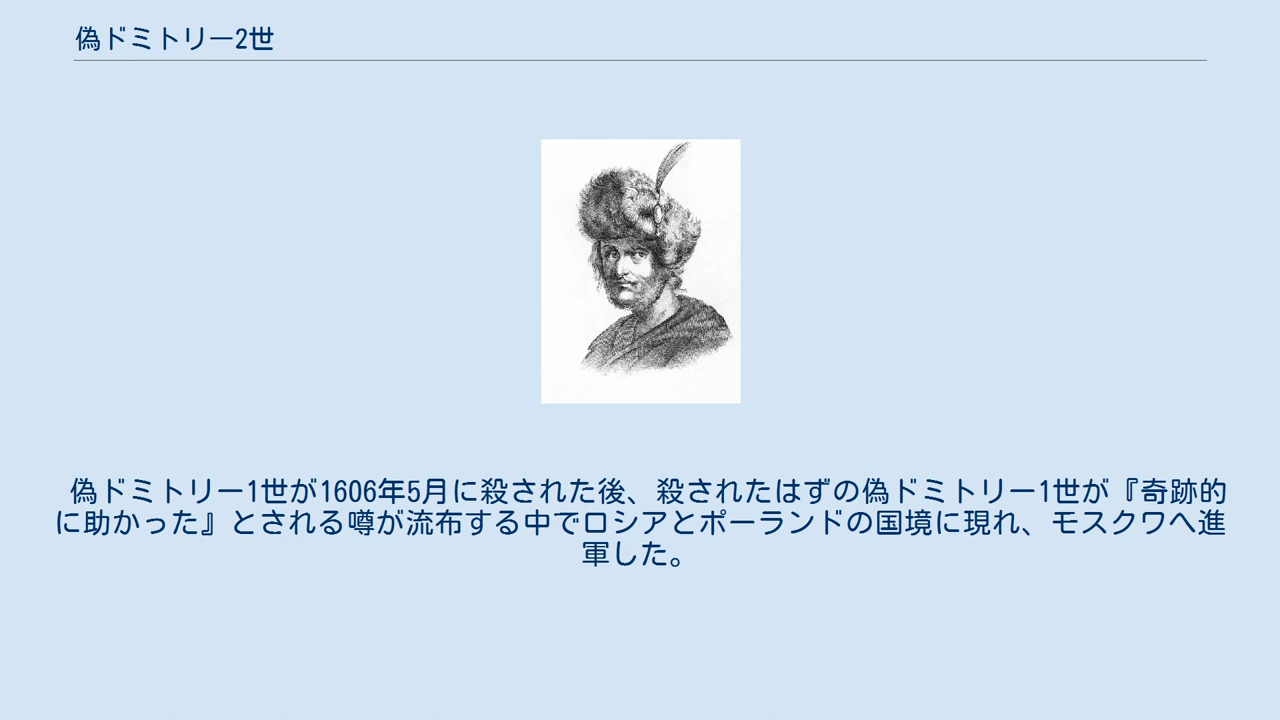 偽ドミトリー2世
偽ドミトリー1世が1606年5月に殺された後、殺されたはずの偽ドミトリー1世が『奇跡的
に助かった』とされる噂が流布する中でロシアとポーランドの国境に現れ、モスクワへ進
軍した。